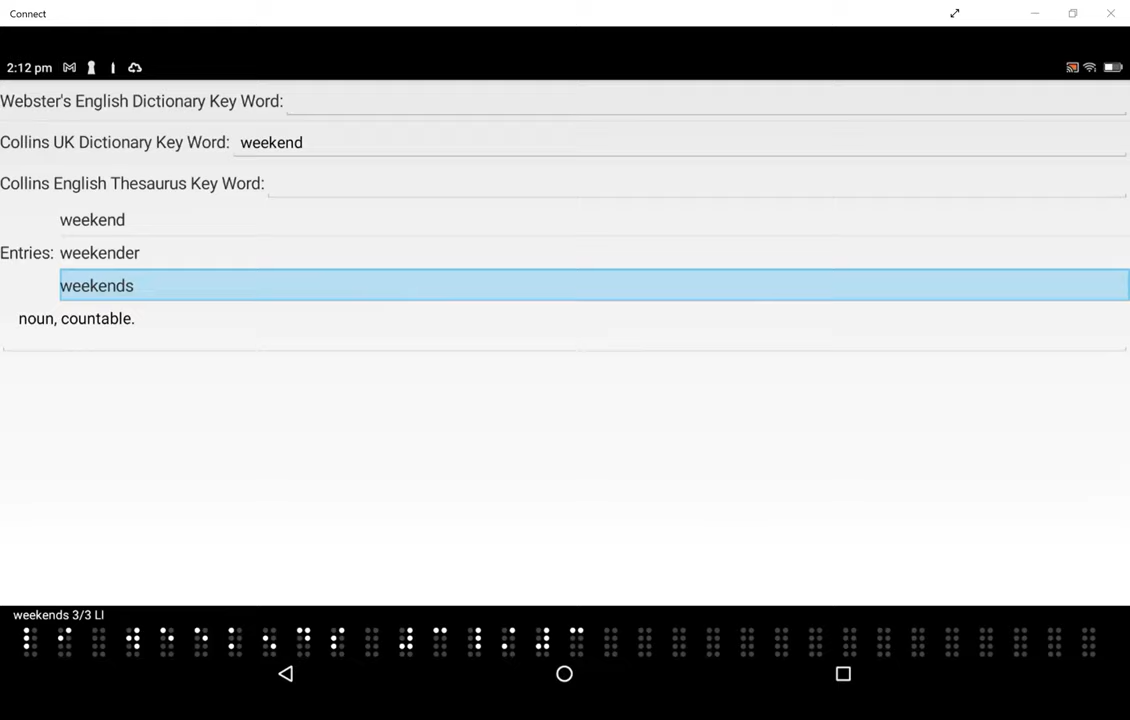 Connect
2:12 pm
Webster's English Dictionary Key Word:
Collins UK Dictionary Key Word: weekend
Collins English Thesaurus Key Word:
weekend
Entries: weekender
weekends
noun, countable.
weekends 3/3 LI